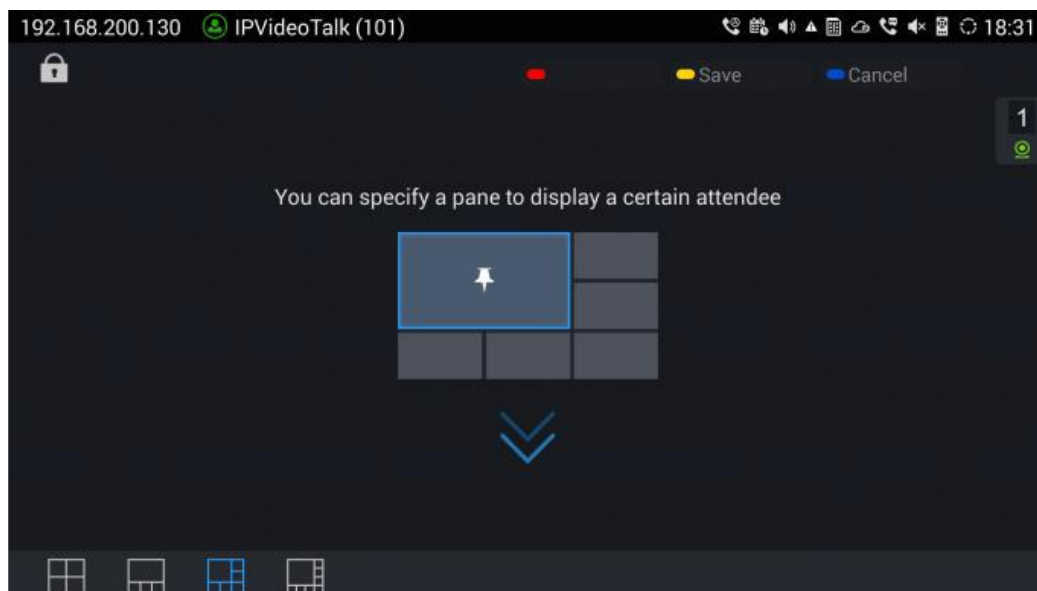 192.168.200.130 IPVideoTalk (101) 18:31
Save Cancel
1
You can specify a pane to display a certain attendee